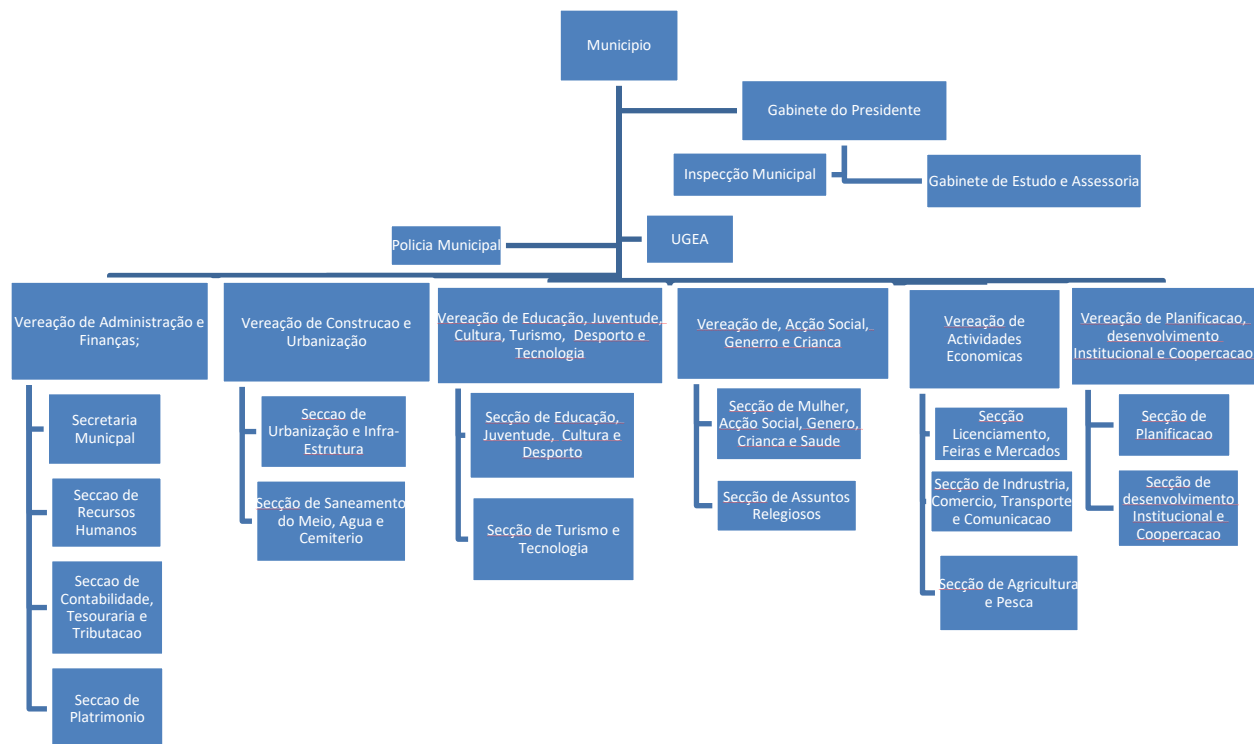 Municipio
Gabinete do Presidente
Inspecção Municipal
Gabinete de Estudo e Assessoria
Policia Municipal
UGEA
Vereação de Administração e
Finanças;
Secretaria
Municpal
Seccao de
Recursos
Humanos
Seccao de
Contabilidade,
Tesouraria e
Tributacao
Seccao de
Platrimonio
Vereação de Construcao e
Urbanização
Seccao de
Urbanização e Infra-
Estrutura
Secção de Saneamento
do Meio, Agua e
Cemiterio
Vereação de Educação, Juventude,
Cultura, Turismo, Desporto e
Tecnologia
Secção de Educação,
Juventude, Cultura e
Desporto
Secção de Turismo e
Tecnologia
Vereação de, Acção Social,
Generro e Crianca
Secção de Mulher,
Acção Social, Genero,
Crianca e Saude
Secção de Assuntos
Relegiosos
Vereação de
Actividades
Economicas
Secção
Licenciamento,
Feiras e Mercados
Secção de Indrustria,
Comercio, Transporte
e Comunicacao
Secção de Agricultura
e Pesca
Vereação de Planificacao,
desenvolvimento
Institucional e Coopercacao
Secção de
Planificacao
Secção de
desenvolvimento
Institucional e
Coopercacao